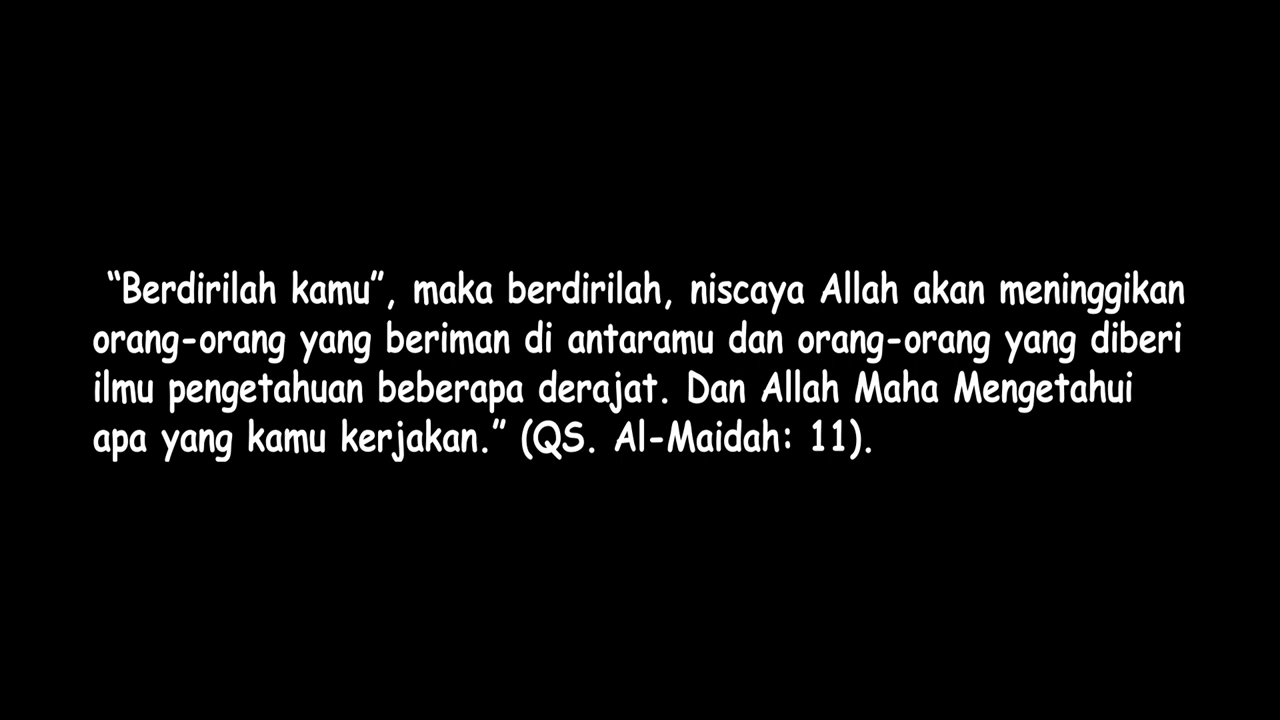 “Berdirilah kamu”, maka berdirilah, niscaya Allah akan meninggikan
orang-orang yang beriman di antaramu dan orang-orang yang diberi
ilmu pengetahuan beberapa derajat. Dan Allah Maha Mengetahui
apa yang kamu kerjakan.” (QS. Al-Maidah: 11).